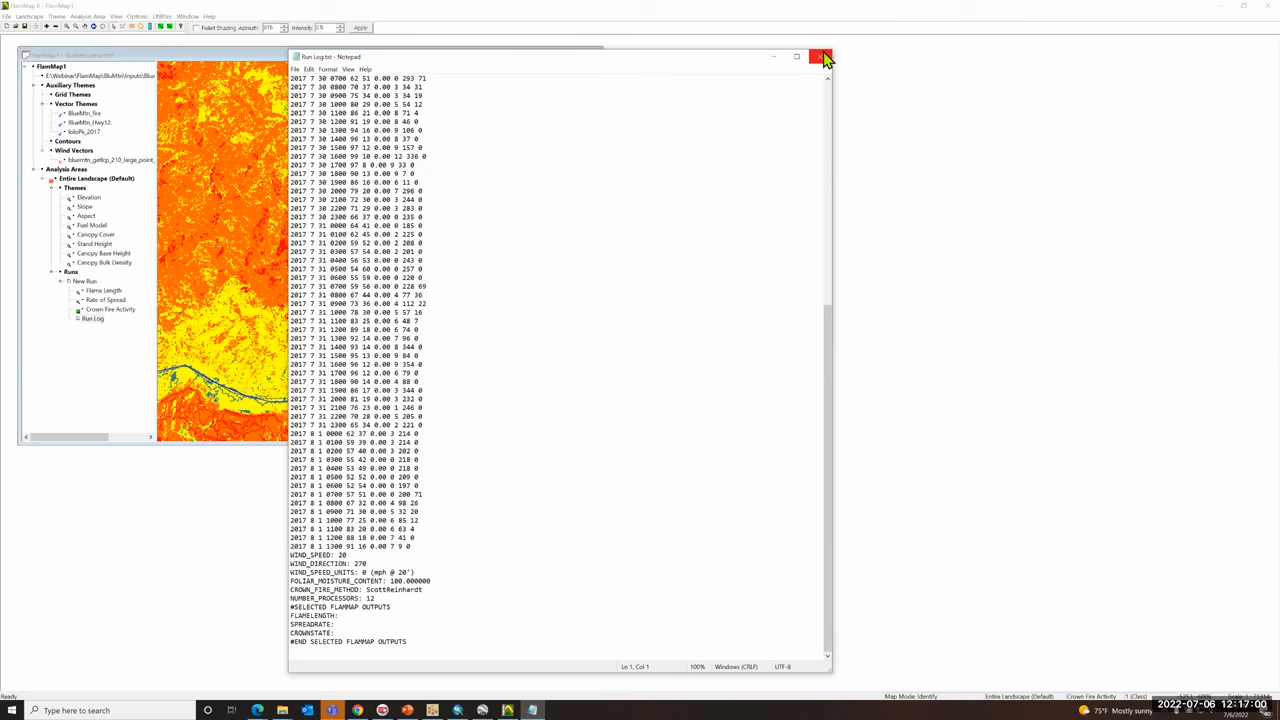 FlamMap 6 - FlamMap1
File Landscape Theme Analysis Area View Options Utilities Window Help
Relief Shading Azimuth: 315 Intensity: 0.5 Apply
FlamMap1
E:\Webinar\FlamMap\BluMtn\Inputs\Blue
Auxiliary Themes
Grid Themes
Vector Themes
BlueMtn_fire
BlueMtn_Hwy12.
loloPk_2017
Contours
Wind Vectors
bluemtn_getlcp_210_large_point_
Analysis Areas
Entire Landscape (Default)
Themes
Elevation
Slope
Aspect
Fuel Model
Canopy Cover
Stand Height
Canopy Base Height
Canopy Bulk Density
Runs
New Run
Flame Length
Rate of Spread
Crown Fire Activity
Run Log
Run Log.txt - Notepad
File Edit Format View Help
2017 7 30 0700 62 51 0.00 0 293 71
2017 7 30 0800 70 37 0.00 3 34 31
2017 7 30 0900 75 34 0.00 3 34 19
2017 7 30 1000 80 29 0.00 5 54 12
2017 7 30 1100 86 21 0.00 8 71 4
2017 7 30 1200 91 19 0.00 8 46 0
2017 7 30 1300 94 16 0.00 9 106 0
2017 7 30 1400 96 13 0.00 8 37 0
2017 7 30 1500 97 12 0.00 9 157 0
2017 7 30 1600 99 10 0.00 12 336 0
2017 7 30 1700 97 8 0.00 9 33 0
2017 7 30 1800 90 13 0.00 9 7 0
2017 7 30 1900 86 16 0.00 6 11 0
2017 7 30 2000 79 20 0.00 7 296 0
2017 7 30 2100 72 30 0.00 3 244 0
2017 7 30 2200 71 29 0.00 3 283 0
2017 7 30 2300 66 37 0.00 0 235 0
2017 7 31 0000 64 41 0.00 0 185 0
2017 7 31 0100 62 45 0.00 2 225 0
2017 7 31 0200 59 52 0.00 2 208 0
2017 7 31 0300 57 54 0.00 2 201 0
2017 7 31 0400 56 53 0.00 0 243 0
2017 7 31 0500 54 60 0.00 0 257 0
2017 7 31 0600 55 59 0.00 0 220 0
2017 7 31 0700 59 56 0.00 0 228 69
2017 7 31 0800 67 44 0.00 4 77 36
2017 7 31 0900 73 36 0.00 4 112 22
2017 7 31 1000 78 30 0.00 5 57 16
2017 7 31 1100 83 25 0.00 6 48 7
2017 7 31 1200 89 18 0.00 6 74 0
2017 7 31 1300 92 14 0.00 7 96 0
2017 7 31 1400 93 14 0.00 8 344 0
2017 7 31 1500 95 13 0.00 9 84 0
2017 7 31 1600 96 12 0.00 9 354 0
2017 7 31 1700 96 12 0.00 6 79 0
2017 7 31 1800 90 14 0.00 4 88 0
2017 7 31 1900 86 17 0.00 3 344 0
2017 7 31 2000 81 19 0.00 3 232 0
2017 7 31 2100 76 23 0.00 1 246 0
2017 7 31 2200 70 28 0.00 5 205 0
2017 7 31 2300 65 34 0.00 2 221 0
2017 8 1 0000 62 37 0.00 3 214 0
2017 8 1 0100 59 39 0.00 3 214 0
2017 8 1 0200 57 40 0.00 3 202 0
2017 8 1 0300 55 42 0.00 0 218 0
2017 8 1 0400 53 49 0.00 0 218 0
2017 8 1 0500 52 52 0.00 0 209 0
2017 8 1 0600 52 54 0.00 0 197 0
2017 8 1 0700 57 51 0.00 0 200 71
2017 8 1 0800 67 32 0.00 4 98 26
2017 8 1 0900 71 30 0.00 5 32 20
2017 8 1 1000 77 25 0.00 6 85 12
2017 8 1 1100 83 20 0.00 6 63 4
2017 8 1 1200 88 18 0.00 7 41 0
2017 8 1 1300 91 16 0.00 7 9 0
WIND_SPEED: 20
WIND_DIRECTION: 270
WIND_SPEED_UNITS: 0 (mph @ 20')
FOLIAR_MOISTURE_CONTENT: 100.000000
CROWN_FIRE_METHOD: ScottReinhardt
NUMBER_PROCESSORS: 12
#SELECTED FLAMMAP OUTPUTS
FLAMELENGTH:
SPREADRATE:
CROWNSTATE:
#END SELECTED FLAMMAP OUTPUTS
Ln 1, Col 1 100% Windows (CRLF) UTF-8
Ready Map Mode: Identify Entire Landscape (Default) Crown Fire Activity 1 (Class)
Type here to search 75°F Mostly sunny 2022-07-06 12:17:00
7/6/2022